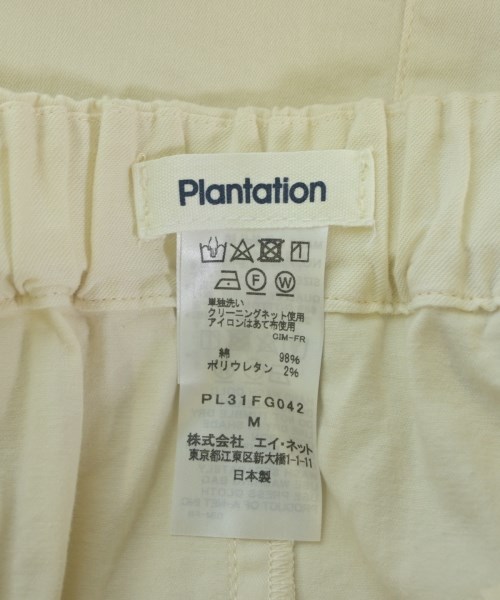 Plantation
F W
単独洗い
クリーニングネット使用
アイロンはあて布使用
GIM-FR
綿 98%
ポリウレタン 2%
PL31FG042
M
株式会社 エイ・ネット
東京都江東区新大橋1-1-11
日本製